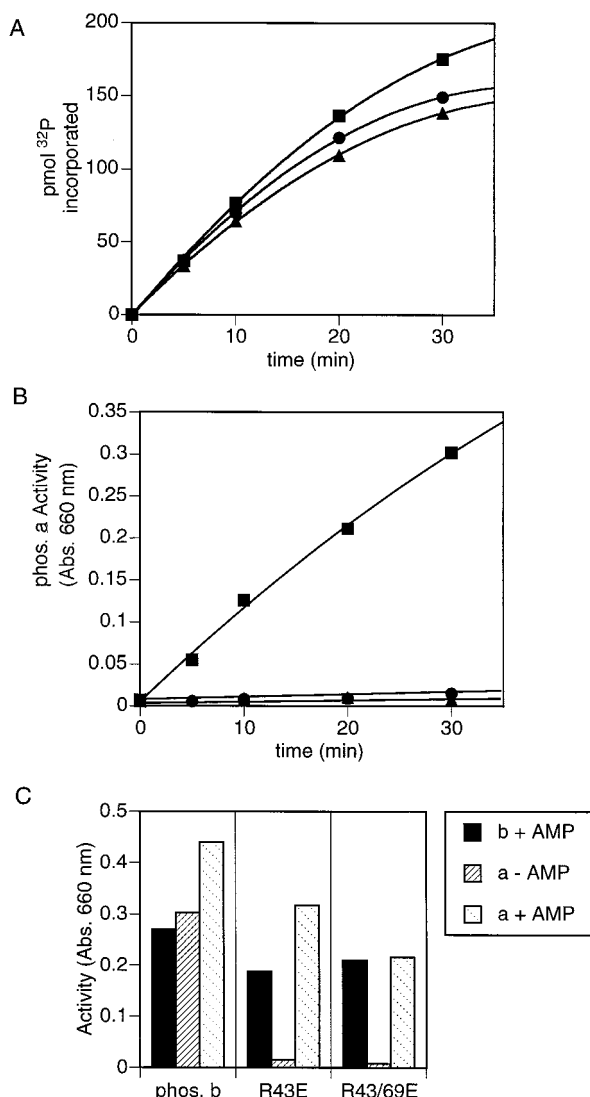 A
200
150
100
50
0
pmol ³²P
incorporated
0 10 20 30
time (min)
B
0.35
0.3
0.25
0.2
0.15
0.1
0.05
0
phos. a Activity
(Abs. 660 nm)
0 10 20 30
time (min)
C
0.5
0.4
0.3
0.2
0.1
0
Activity (Abs. 660 nm)
phos. b R43E R43/69E
b + AMP
a - AMP
a + AMP